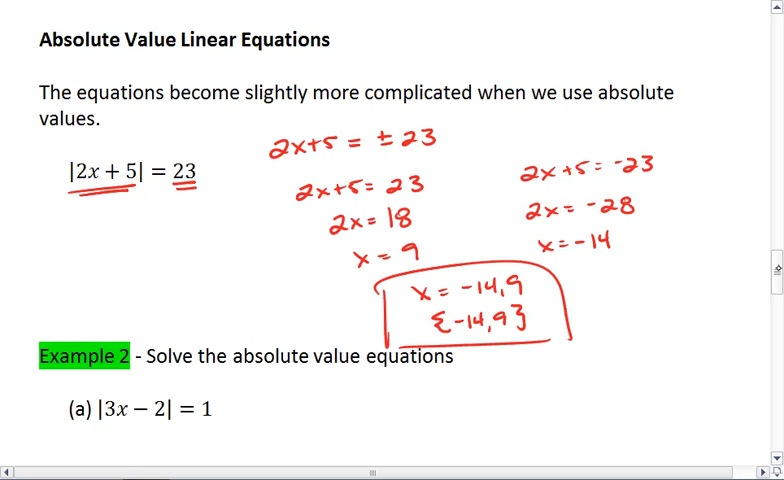 Absolute Value Linear Equations
The equations become slightly more complicated when we use absolute
values.
2x+5 = ± 23
|2x + 5| = 23
2x+5 = 23
2x = 18
x = 9
2x+5 = -23
2x = -28
x = -14
x = -14, 9
{-14, 9}
Example 2 - Solve the absolute value equations
(a) |3x − 2| = 1